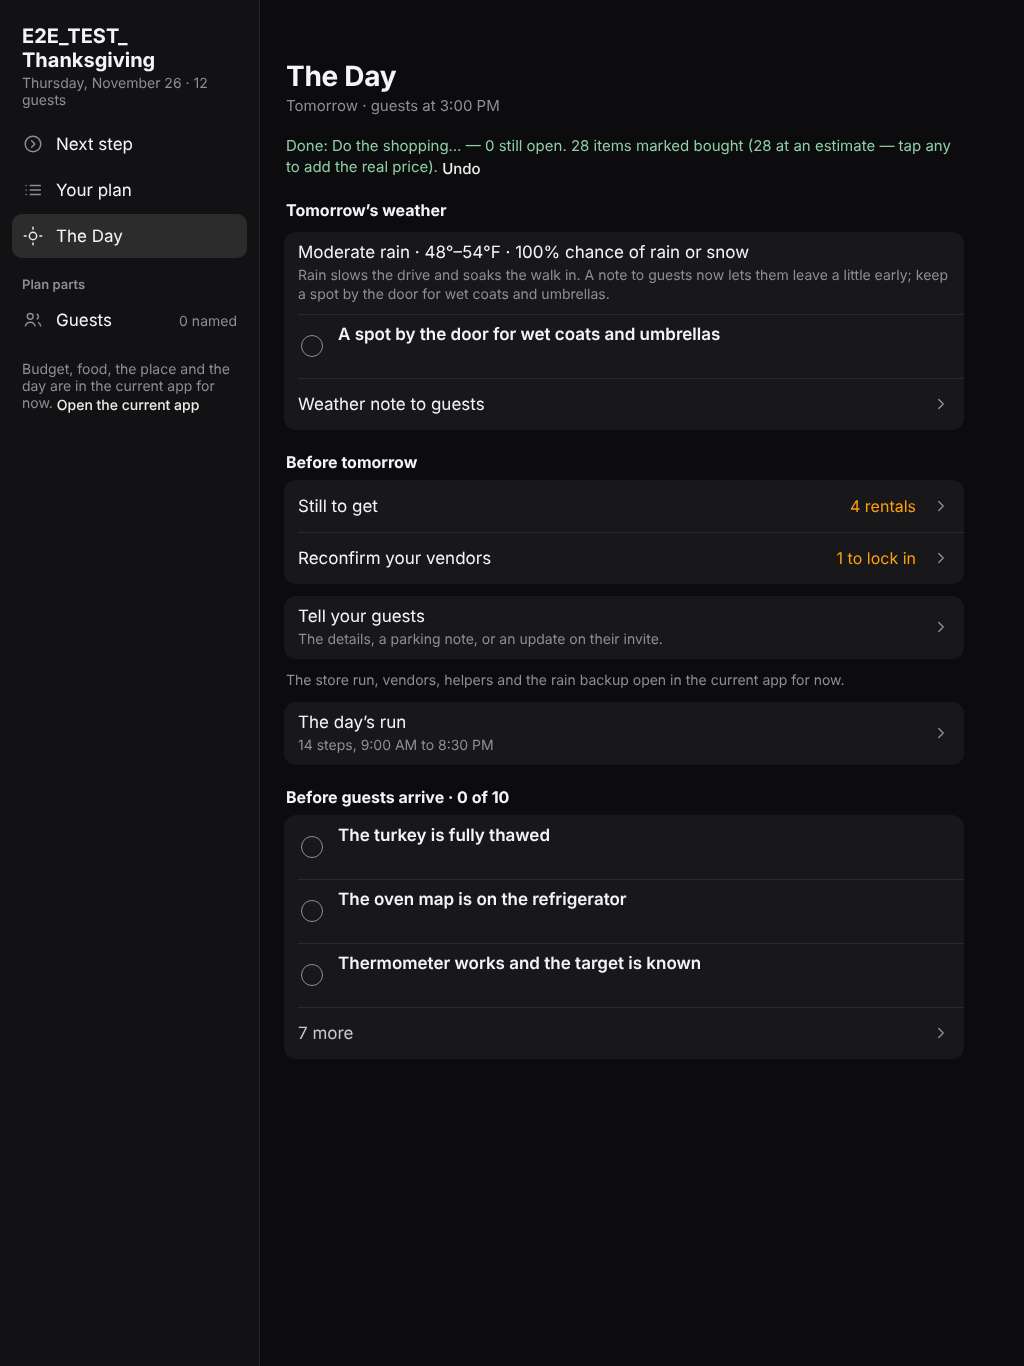 E2E_TEST_
Thanksgiving
Thursday, November 26 · 12
guests
Next step
Your plan
The Day
Plan parts
Guests
0 named
Budget, food, the place and the
day are in the current app for
now. Open the current app
The Day
Tomorrow · guests at 3:00 PM
Done: Do the shopping... — 0 still open. 28 items marked bought (28 at an estimate — tap any
to add the real price). Undo
Tomorrow’s weather
Moderate rain · 48°–54°F · 100% chance of rain or snow
Rain slows the drive and soaks the walk in. A note to guests now lets them leave a little early; keep
a spot by the door for wet coats and umbrellas.
A spot by the door for wet coats and umbrellas
Weather note to guests
Before tomorrow
Still to get
4 rentals
Reconfirm your vendors
1 to lock in
Tell your guests
The details, a parking note, or an update on their invite.
The store run, vendors, helpers and the rain backup open in the current app for now.
The day’s run
14 steps, 9:00 AM to 8:30 PM
Before guests arrive · 0 of 10
The turkey is fully thawed
The oven map is on the refrigerator
Thermometer works and the target is known
7 more